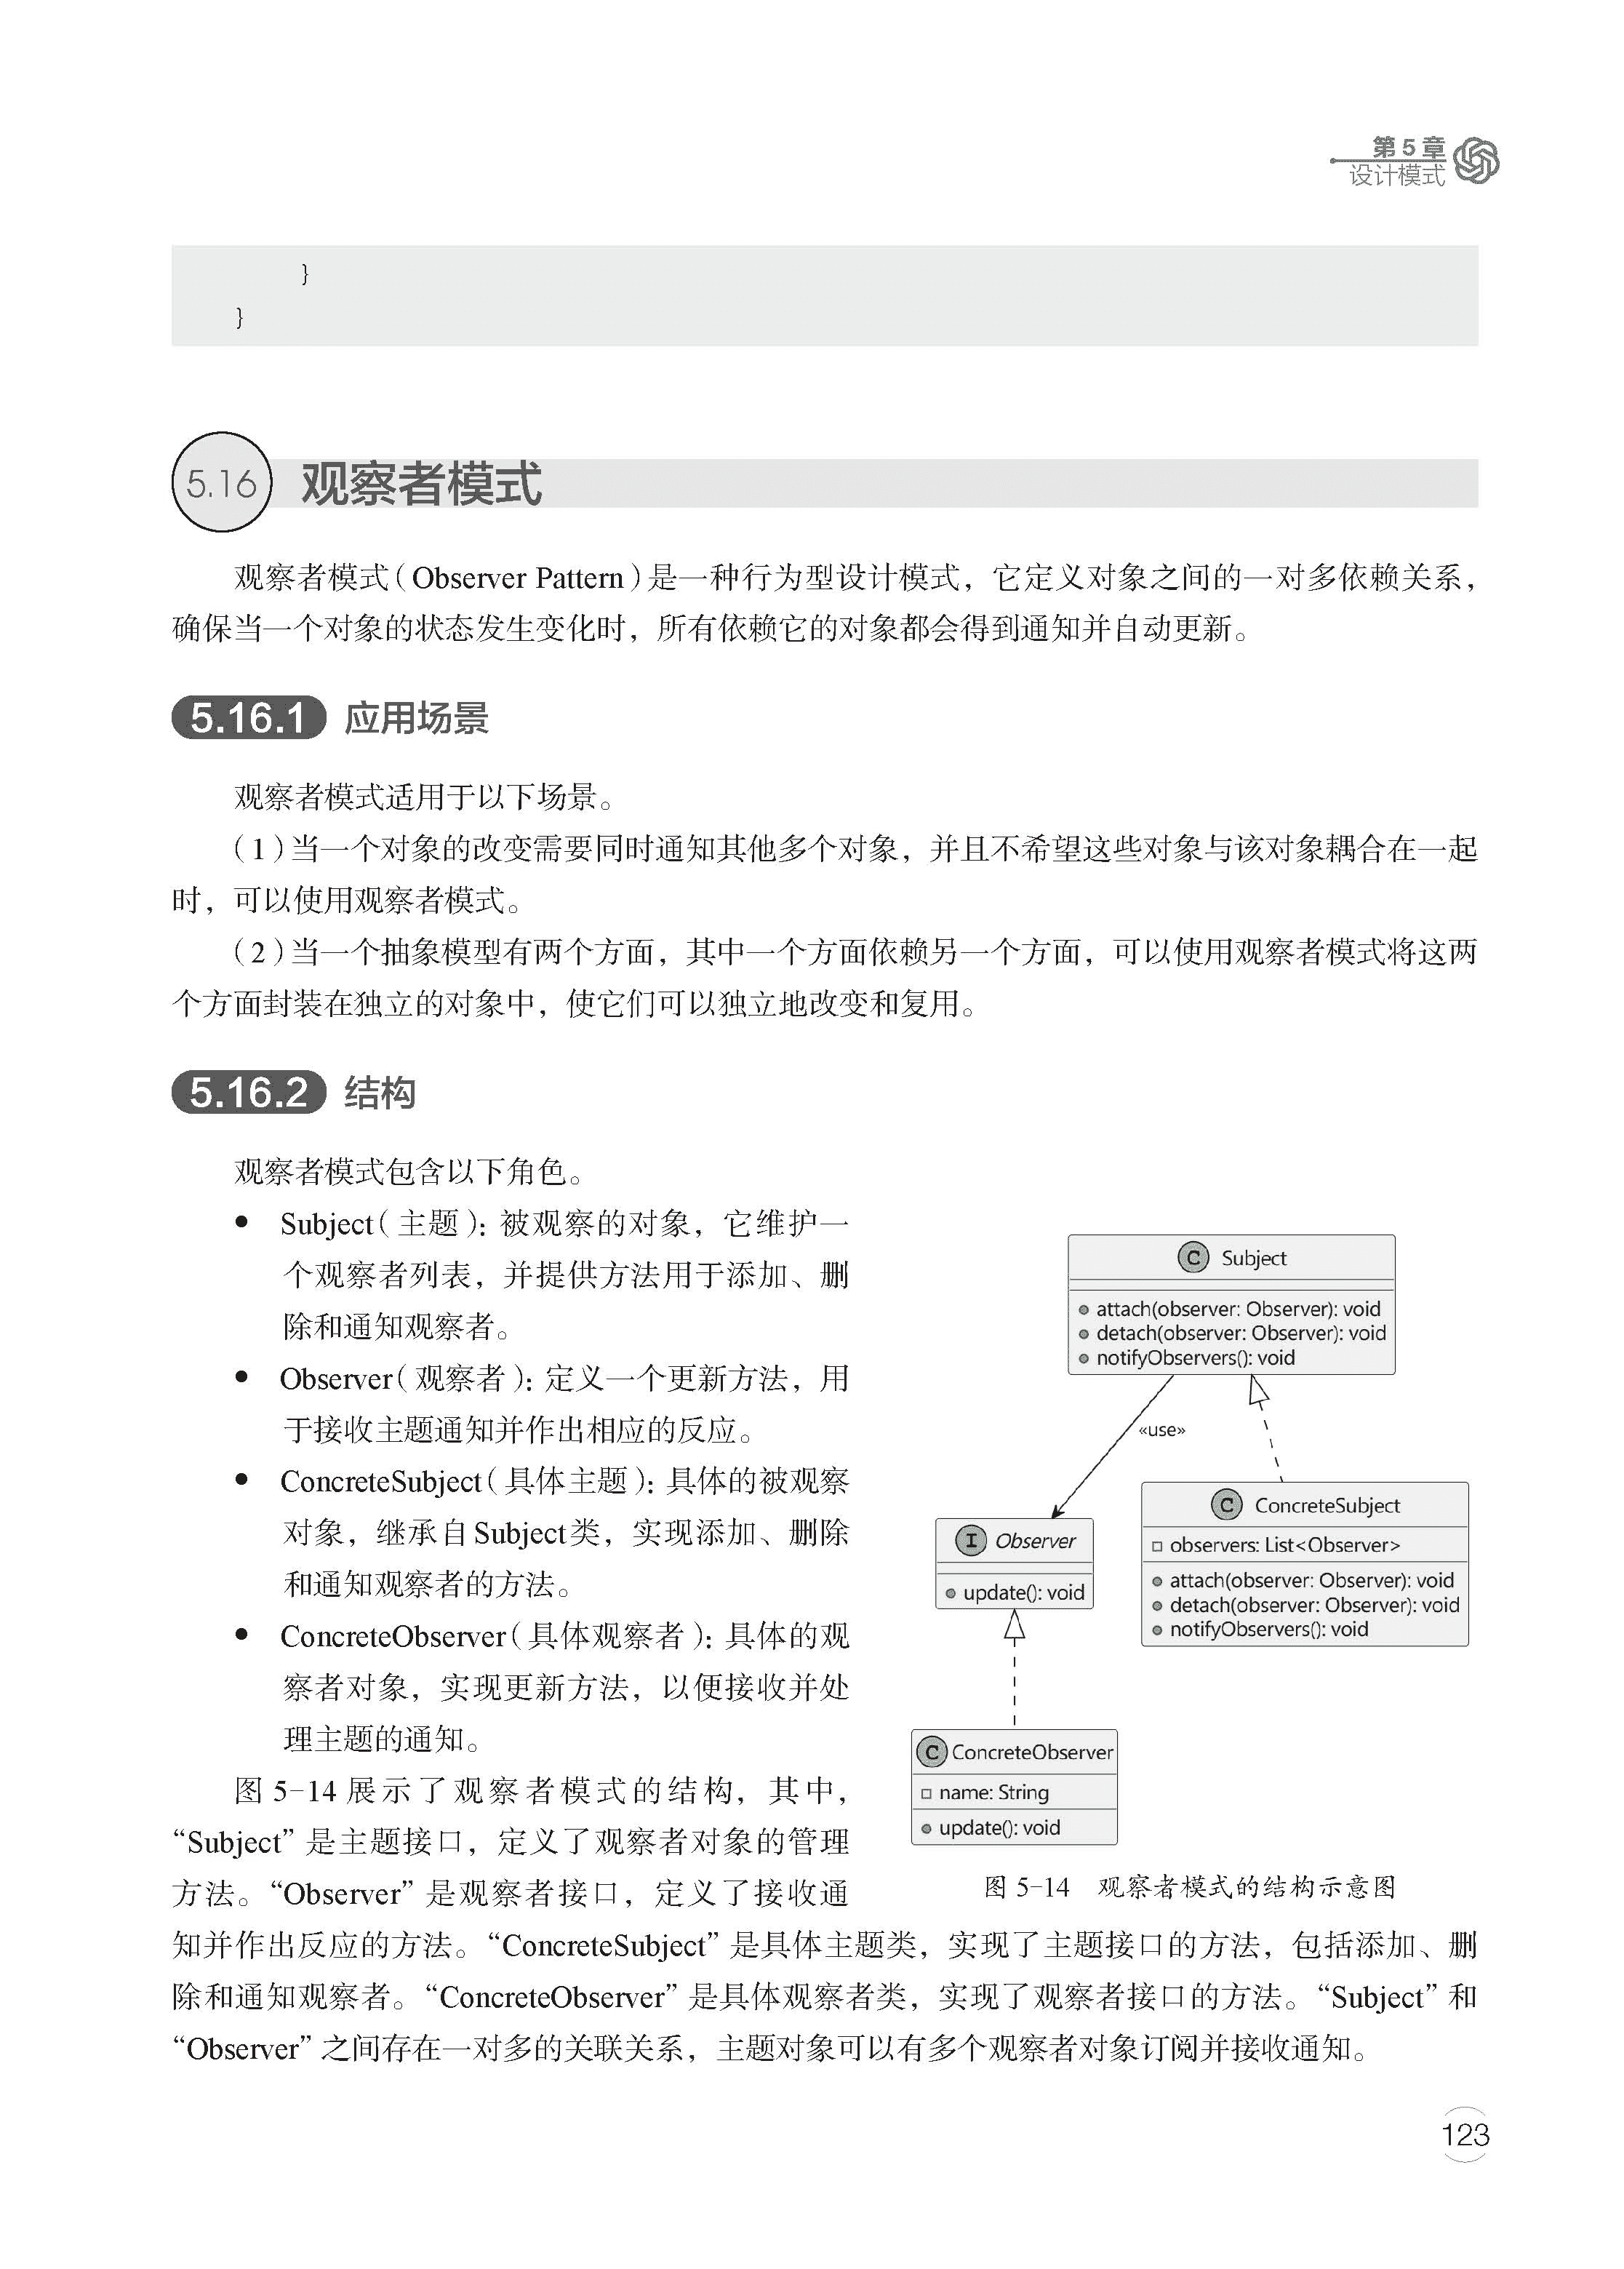 第5章
设计模式
}
}
5.16 观察者模式
观察者模式（Observer Pattern）是一种行为型设计模式，它定义对象之间的一对多依赖关系，
确保当一个对象的状态发生变化时，所有依赖它的对象都会得到通知并自动更新。
5.16.1 应用场景
观察者模式适用于以下场景。
（1）当一个对象的改变需要同时通知其他多个对象，并且不希望这些对象与该对象耦合在一起
时，可以使用观察者模式。
（2）当一个抽象模型有两个方面，其中一个方面依赖另一个方面，可以使用观察者模式将这两
个方面封装在独立的对象中，使它们可以独立地改变和复用。
5.16.2 结构
观察者模式包含以下角色。
● Subject（主题）：被观察的对象，它维护一
个观察者列表，并提供方法用于添加、删
除和通知观察者。
● Observer（观察者）：定义一个更新方法，用
于接收主题通知并作出相应的反应。
● ConcreteSubject（具体主题）：具体的被观察
对象，继承自Subject类，实现添加、删除
和通知观察者的方法。
● ConcreteObserver（具体观察者）：具体的观
察者对象，实现更新方法，以便接收并处
理主题的通知。
图 5-14 展示了观察者模式的结构，其中，
“Subject”是主题接口，定义了观察者对象的管理
方法。“Observer”是观察者接口，定义了接收通
C Subject
attach(observer: Observer): void
detach(observer: Observer): void
notifyObservers(): void
«use»
I Observer
update(): void
C ConcreteSubject
observers: List<Observer>
attach(observer: Observer): void
detach(observer: Observer): void
notifyObservers(): void
C ConcreteObserver
name: String
update(): void
图 5-14 观察者模式的结构示意图
知并作出反应的方法。“ConcreteSubject”是具体主题类，实现了主题接口的方法，包括添加、删
除和通知观察者。“ConcreteObserver”是具体观察者类，实现了观察者接口的方法。“Subject”和
“Observer”之间存在一对多的关联关系，主题对象可以有多个观察者对象订阅并接收通知。
123